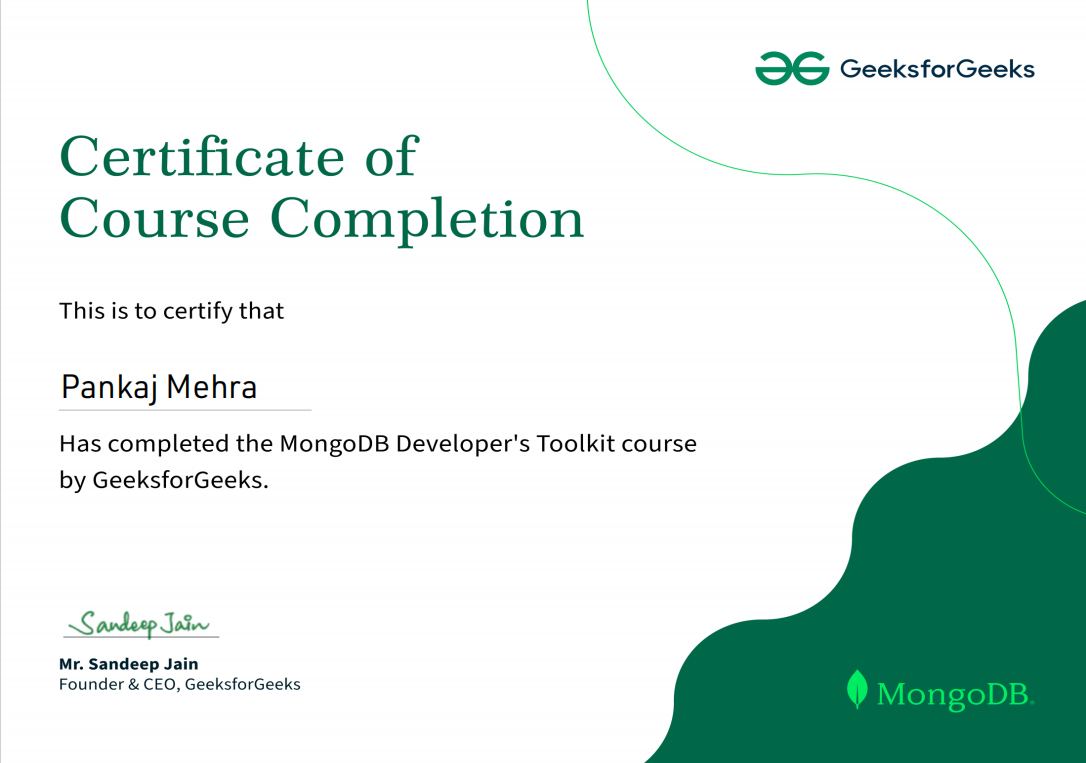 GeeksforGeeks
Certificate of
Course Completion
This is to certify that
Pankaj Mehra
Has completed the MongoDB Developer's Toolkit course
by GeeksforGeeks.
Sandeep Jain
Mr. Sandeep Jain
Founder & CEO, GeeksforGeeks
MongoDB®